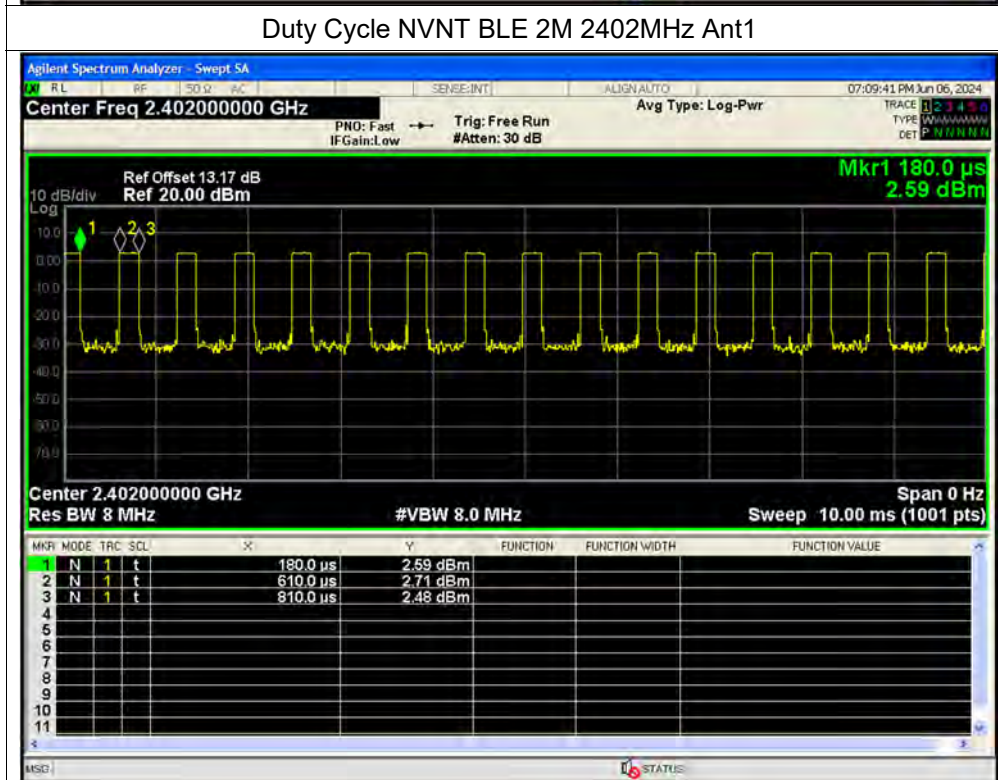 Duty Cycle NVNT BLE 2M 2402MHz Ant1
Agilent Spectrum Analyzer - Swept SA
RL RF 50 Ω AC SENSE:INT ALIGN AUTO 07:09:41 PM Jun 06, 2024
Center Freq 2.402000000 GHz Avg Type: Log-Pwr TRACE 1 2 3 4 5 6
PNO: Fast Trig: Free Run TYPE
IFGain:Low #Atten: 30 dB DET P N N N N N
Mkr1 180.0 µs
Ref Offset 13.17 dB
10 dB/div Ref 20.00 dBm 2.59 dBm
Log
1 2 3
10.0
0.00
-10.0
-20.0
-30.0
-40.0
-50.0
-60.0
-70.0
Center 2.402000000 GHz Span 0 Hz
Res BW 8 MHz #VBW 8.0 MHz Sweep 10.00 ms (1001 pts)
MKR MODE TRC SCL X Y FUNCTION FUNCTION WIDTH FUNCTION VALUE
1 N 1 t 180.0 µs 2.59 dBm
2 N 1 t 610.0 µs 2.71 dBm
3 N 1 t 810.0 µs 2.48 dBm
4
5
6
7
8
9
10
11
MSG STATUS